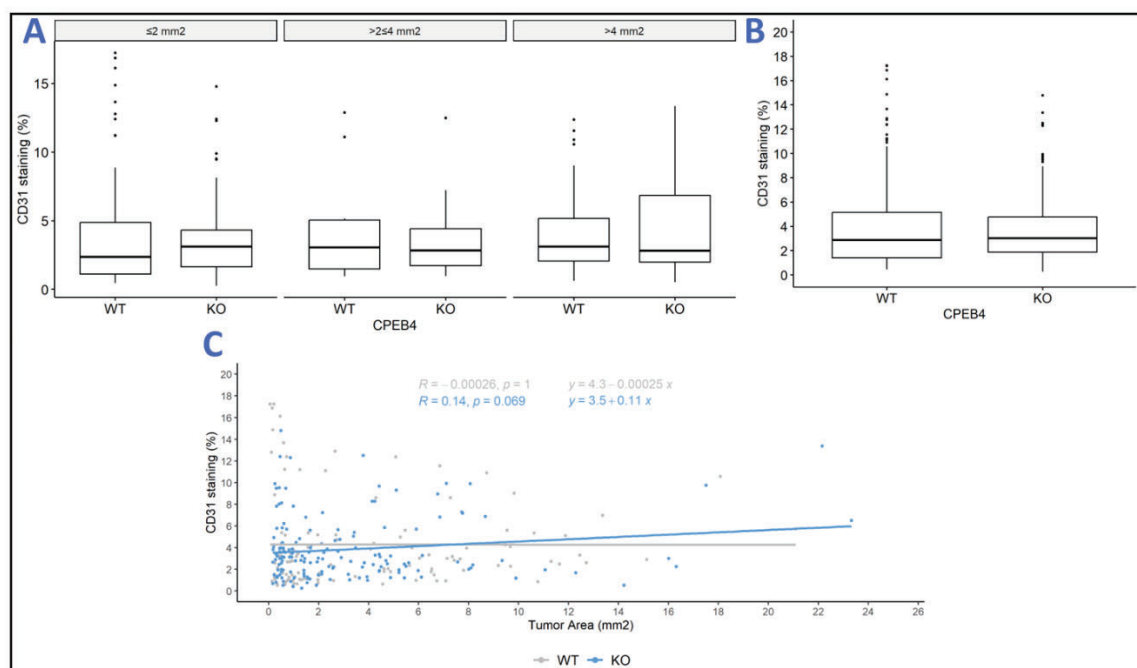 A
≤2 mm2
>2≤4 mm2
>4 mm2
CD31 staining (%)
15
10
5
0
WT
KO
WT
KO
WT
KO
CPEB4
B
CD31 staining (%)
20
18
16
14
12
10
8
6
4
2
0
WT
KO
CPEB4
C
R = − 0.00026, p = 1
y = 4.3 − 0.00025 x
R = 0.14, p = 0.069
y = 3.5 + 0.11 x
CD31 staining (%)
20
18
16
14
12
10
8
6
4
2
0
0 2 4 6 8 10 12 14 16 18 20 22 24 26
Tumor Area (mm2)
WT KO